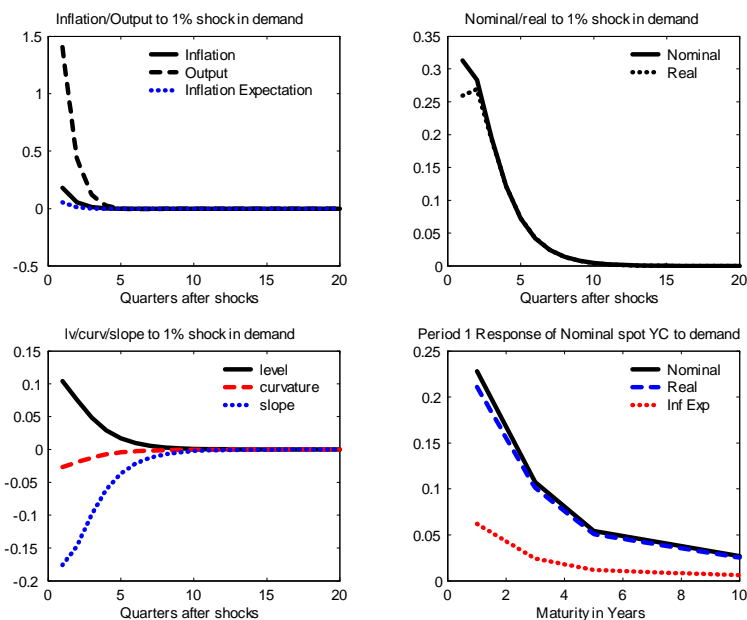 Inflation/Output to 1% shock in demand
1.5
1
0.5
0
-0.5
0 5 10 15 20
Inflation
Output
Inflation Expectation
Quarters after shocks
Nominal/real to 1% shock in demand
0.35
0.3
0.25
0.2
0.15
0.1
0.05
0
0 5 10 15 20
Nominal
Real
Quarters after shocks
lv/curv/slope to 1% shock in demand
0.15
0.1
0.05
0
-0.05
-0.1
-0.15
-0.2
0 5 10 15 20
level
curvature
slope
Quarters after shocks
Period 1 Response of Nominal spot YC to demand
0.25
0.2
0.15
0.1
0.05
0
0 2 4 6 8 10
Nominal
Real
Inf Exp
Maturity in Years